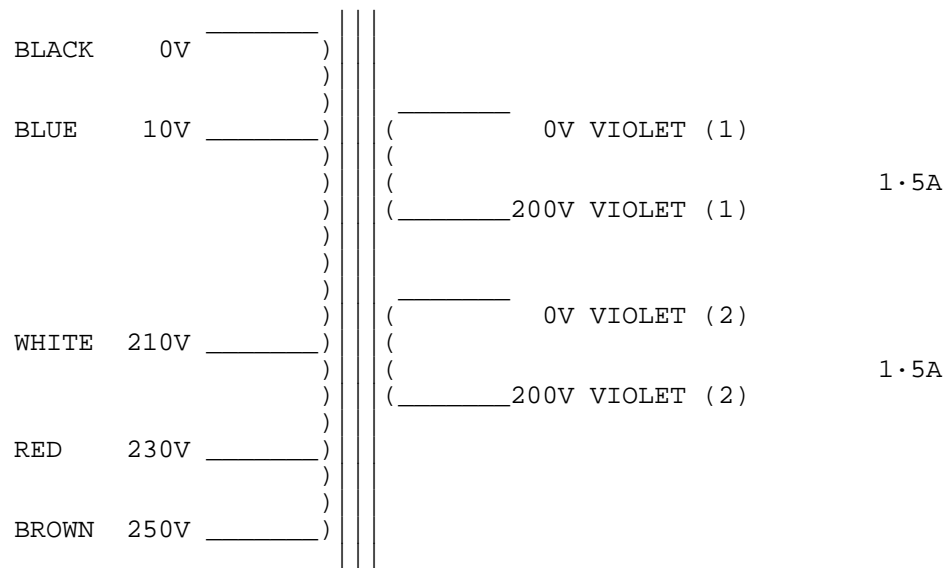 BLACK 0V
BLUE 10V 0V VIOLET (1)
1·5A
200V VIOLET (1)
0V VIOLET (2)
WHITE 210V
1·5A
200V VIOLET (2)
RED 230V
BROWN 250V